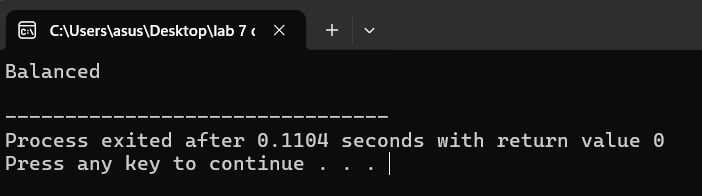 C:\Users\asus\Desktop\lab 7 c
Balanced
--------------------------------
Process exited after 0.1104 seconds with return value 0
Press any key to continue . . .